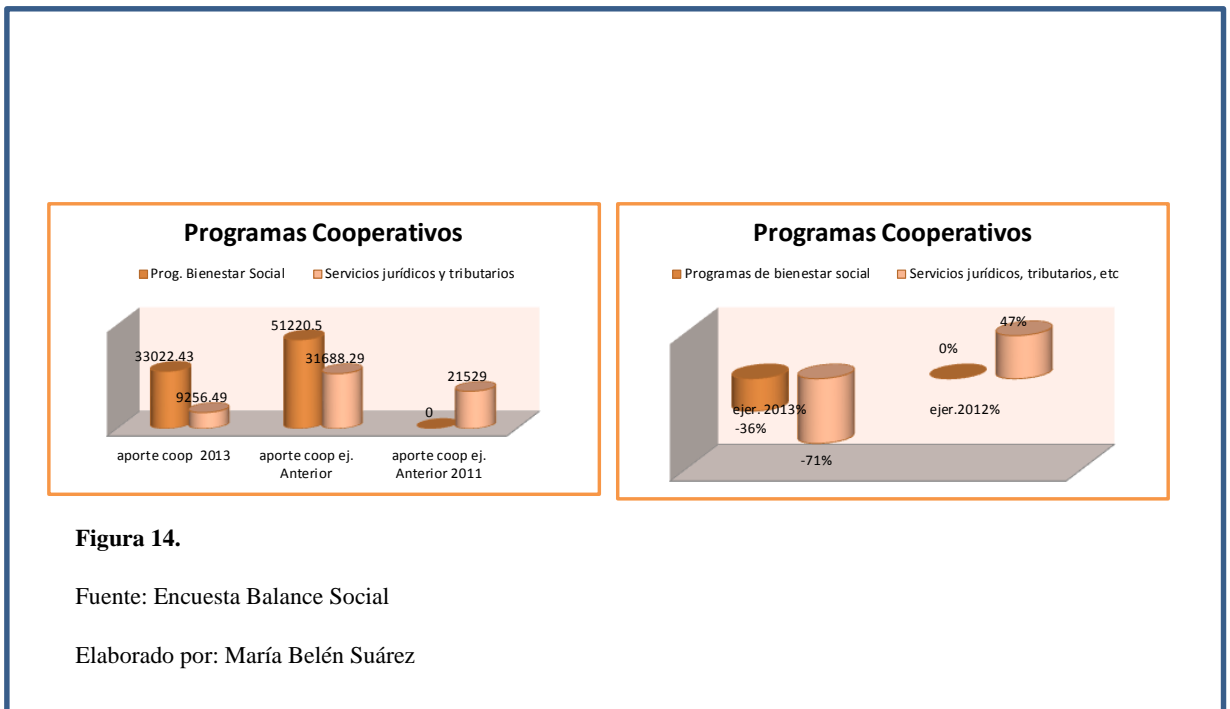 Programas Cooperativos
Prog. Bienestar Social Servicios jurídicos y tributarios
51220.5
33022.43
31688.29
9256.49
21529
0
aporte coop 2013
aporte coop ej.
Anterior
aporte coop ej.
Anterior 2011
Programas Cooperativos
Programas de bienestar social Servicios jurídicos, tributarios, etc
47%
0%
ejer. 2013%
ejer.2012%
-36%
-71%
Figura 14.
Fuente: Encuesta Balance Social
Elaborado por: María Belén Suárez